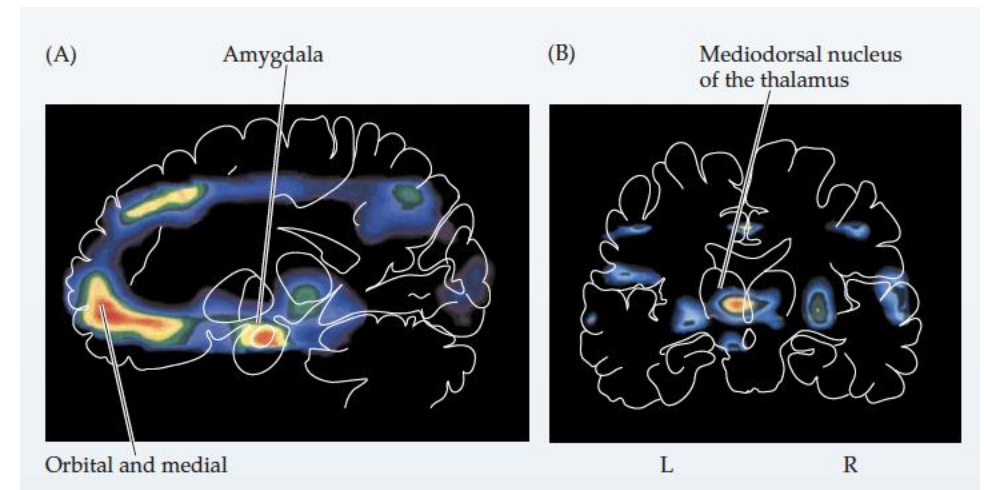 (A)
Amygdala
(B)
Mediodorsal nucleus
of the thalamus
Orbital and medial
L
R